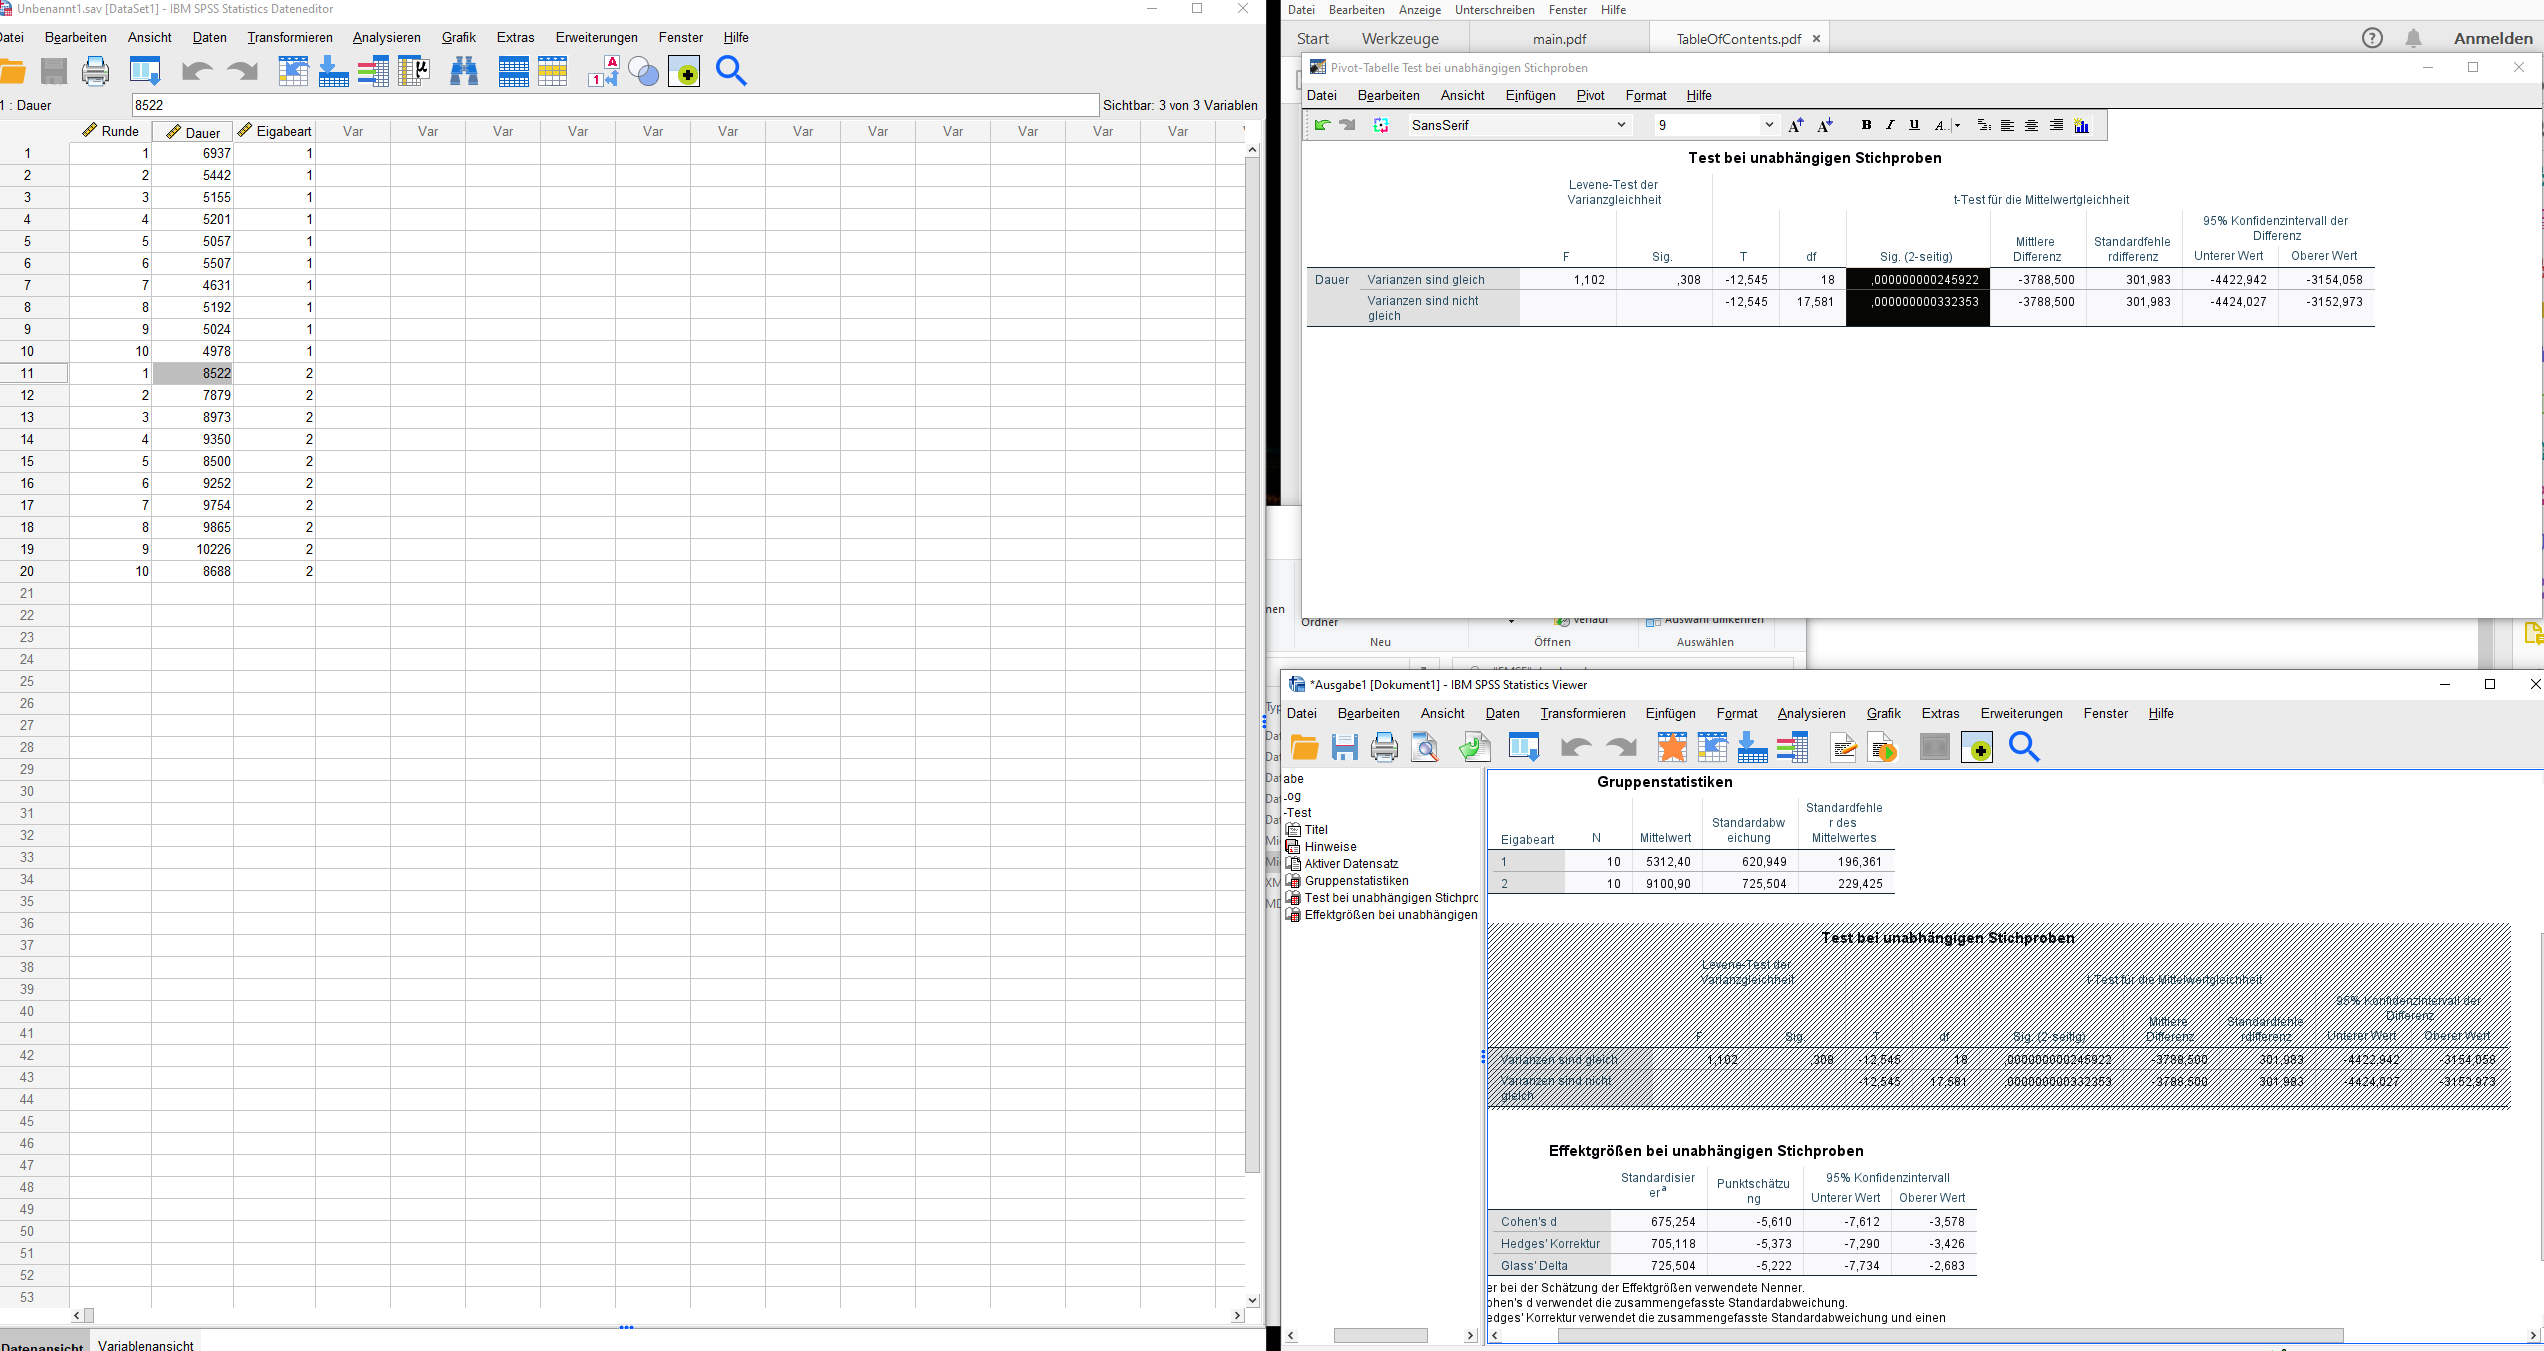 Unbenannt1.sav [DataSet1] - IBM SPSS Statistics Dateneditor
Datei Bearbeiten Ansicht Daten Transformieren Analysieren Grafik Extras Erweiterungen Fenster Hilfe
1 : Dauer 8522 Sichtbar: 3 von 3 Variablen
Runde Dauer Eigabeart Var Var Var Var Var Var Var Var Var Var Var Var
1 1 6937 1
2 2 5442 1
3 3 5155 1
4 4 5201 1
5 5 5057 1
6 6 5507 1
7 7 4631 1
8 8 5192 1
9 9 5024 1
10 10 4978 1
11 1 8522 2
12 2 7879 2
13 3 8973 2
14 4 9350 2
15 5 8500 2
16 6 9252 2
17 7 9754 2
18 8 9865 2
19 9 10226 2
20 10 8688 2
21
22
23
24
25
26
27
28
29
30
31
32
33
34
35
36
37
38
39
40
41
42
43
44
45
46
47
48
49
50
51
52
53
Datenansicht Variablenansicht
Datei Bearbeiten Anzeige Unterschreiben Fenster Hilfe
Start Werkzeuge main.pdf TableOfContents.pdf Anmelden
Pivot-Tabelle Test bei unabhängigen Stichproben
Datei Bearbeiten Ansicht Einfügen Pivot Format Hilfe
SansSerif 9
Test bei unabhängigen Stichproben
Levene-Test der
Varianzgleichheit
t-Test für die Mittelwertgleichheit
95% Konfidenzintervall der
Differenz
F Sig. T df Sig. (2-seitig) Mittlere
Differenz Standardfehle
rdifferenz Unterer Wert Oberer Wert
Dauer Varianzen sind gleich 1,102 ,308 -12,545 18 ,000000000245922 -3788,500 301,983 -4422,942 -3154,058
Varianzen sind nicht
gleich -12,545 17,581 ,000000000332353 -3788,500 301,983 -4424,027 -3152,973
nen Ordner Verlauf Auswahl umkehren
Neu Öffnen Auswählen
*Ausgabe1 [Dokument1] - IBM SPSS Statistics Viewer
Datei Bearbeiten Ansicht Daten Transformieren Einfügen Format Analysieren Grafik Extras Erweiterungen Fenster Hilfe
abe
.og
-Test
Titel
Hinweise
Aktiver Datensatz
Gruppenstatistiken
Test bei unabhängigen Stichprc
Effektgrößen bei unabhängigen
Gruppenstatistiken
Eigabeart N Mittelwert Standardabw
eichung Standardfehle
r des
Mittelwertes
1 10 5312,40 620,949 196,361
2 10 9100,90 725,504 229,425
Test bei unabhängigen Stichproben
Levene-Test der
Varianzgleichheit
t-Test für die Mittelwertgleichheit
95% Konfidenzintervall der
Differenz
F Sig. T df Sig. (2-seitig) Mittlere
Differenz Standardfehle
rdifferenz Unterer Wert Oberer Wert
Varianzen sind gleich 1,102 ,308 -12,545 18 ,000000000245922 -3788,500 301,983 -4422,942 -3154,058
Varianzen sind nicht
gleich -12,545 17,581 ,000000000332353 -3788,500 301,983 -4424,027 -3152,973
Effektgrößen bei unabhängigen Stichproben
Standardisier
er a Punktschätzu
ng 95% Konfidenzintervall
Unterer Wert Oberer Wert
Cohen's d 675,254 -5,610 -7,612 -3,578
Hedges' Korrektur 705,118 -5,373 -7,290 -3,426
Glass' Delta 725,504 -5,222 -7,734 -2,683
er bei der Schätzung der Effektgrößen verwendete Nenner.
ohen's d verwendet die zusammengefasste Standardabweichung.
edges' Korrektur verwendet die zusammengefasste Standardabweichung und einen